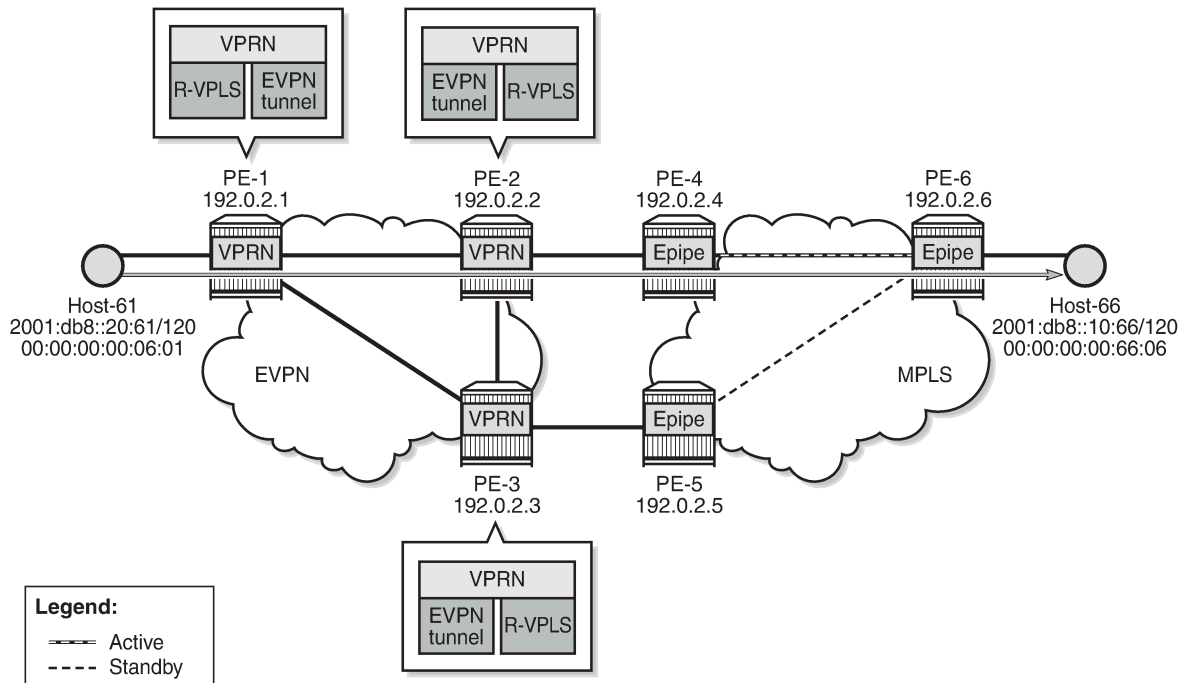 VPRN
R-VPLS
EVPN
tunnel
VPRN
EVPN
tunnel
R-VPLS
PE-1
192.0.2.1
PE-2
192.0.2.2
PE-4
192.0.2.4
PE-6
192.0.2.6
VPRN
VPRN
Epipe
Epipe
Host-61
2001:db8::20:61/120
00:00:00:00:06:01
Host-66
2001:db8::10:66/120
00:00:00:00:66:06
EVPN
MPLS
VPRN
Epipe
PE-3
192.0.2.3
PE-5
192.0.2.5
VPRN
EVPN
tunnel
R-VPLS
Legend:
Active
Standby